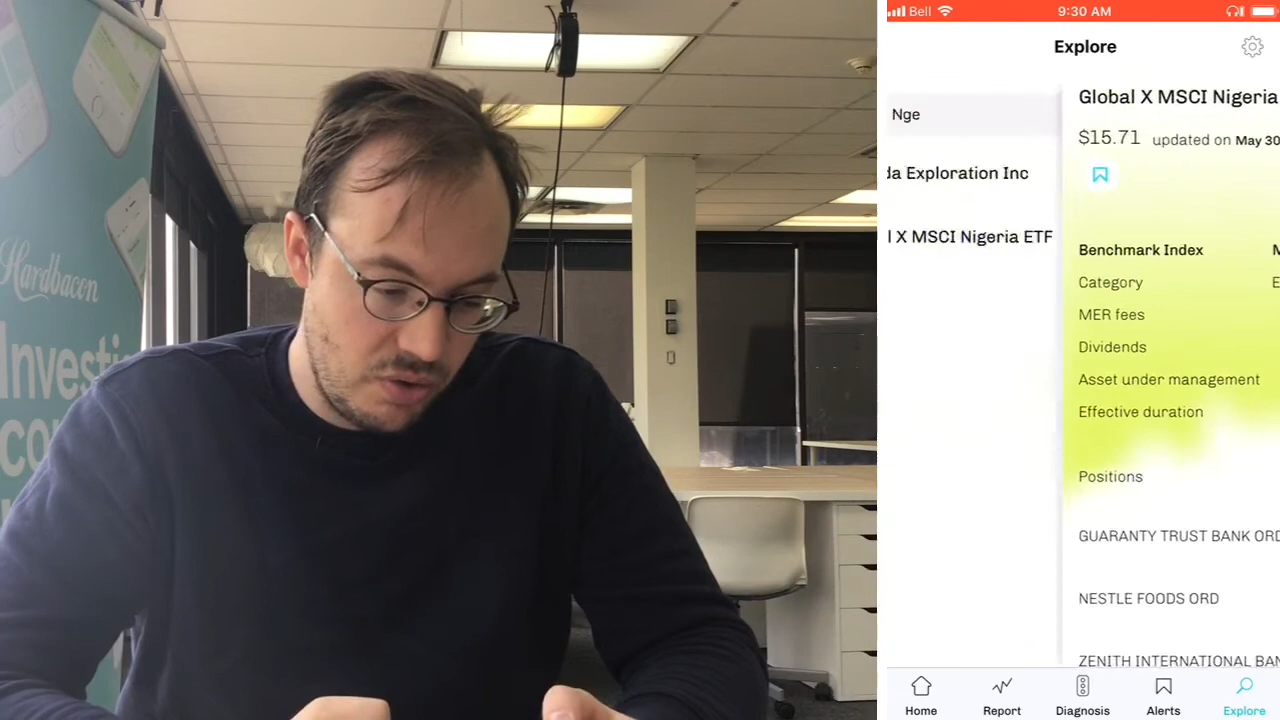 Hardbacon
Bell
9:30 AM
Explore
Nge
da Exploration Inc
l X MSCI Nigeria ETF
Global X MSCI Nigeria
$15.71 updated on May 30
Benchmark Index
Category
MER fees
Dividends
Asset under management
Effective duration
Positions
GUARANTY TRUST BANK ORD
NESTLE FOODS ORD
ZENITH INTERNATIONAL BAN
Home
Report
Diagnosis
Alerts
Explore